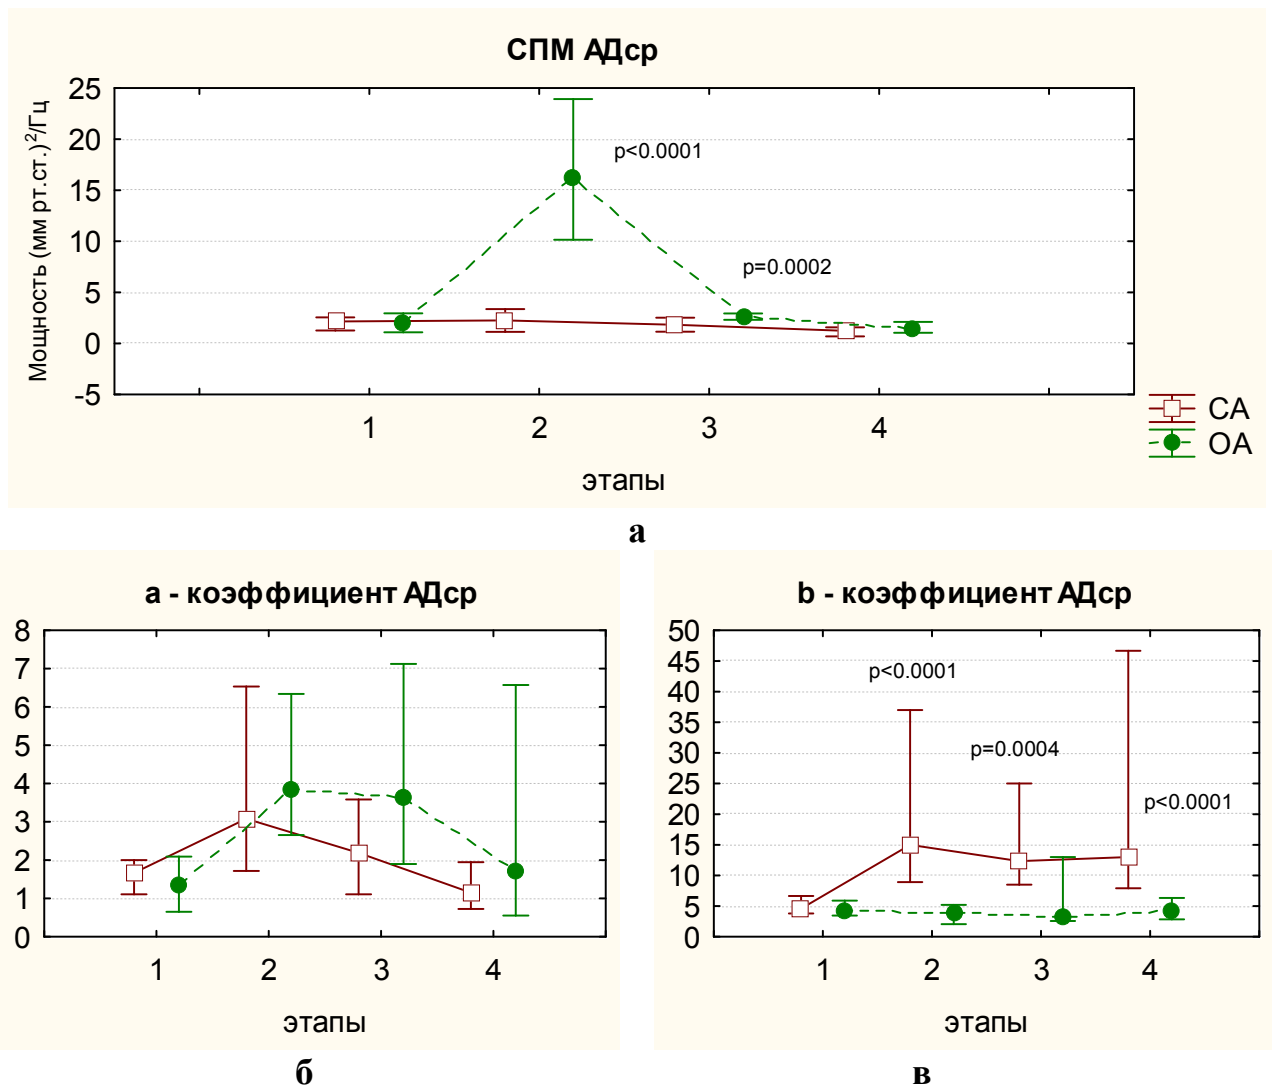 СПМ АДср
Мощность (мм рт.ст.)²/Гц
25
20
15
10
5
0
-5
p<0.0001
p=0.0002
1 2 3 4
этапы
СА
ОА
а
а - коэффициент АДср
8
7
6
5
4
3
2
1
0
1 2 3 4
этапы
б
b - коэффициент АДср
50
45
40
35
30
25
20
15
10
5
0
p<0.0001
p=0.0004
p<0.0001
1 2 3 4
этапы
в